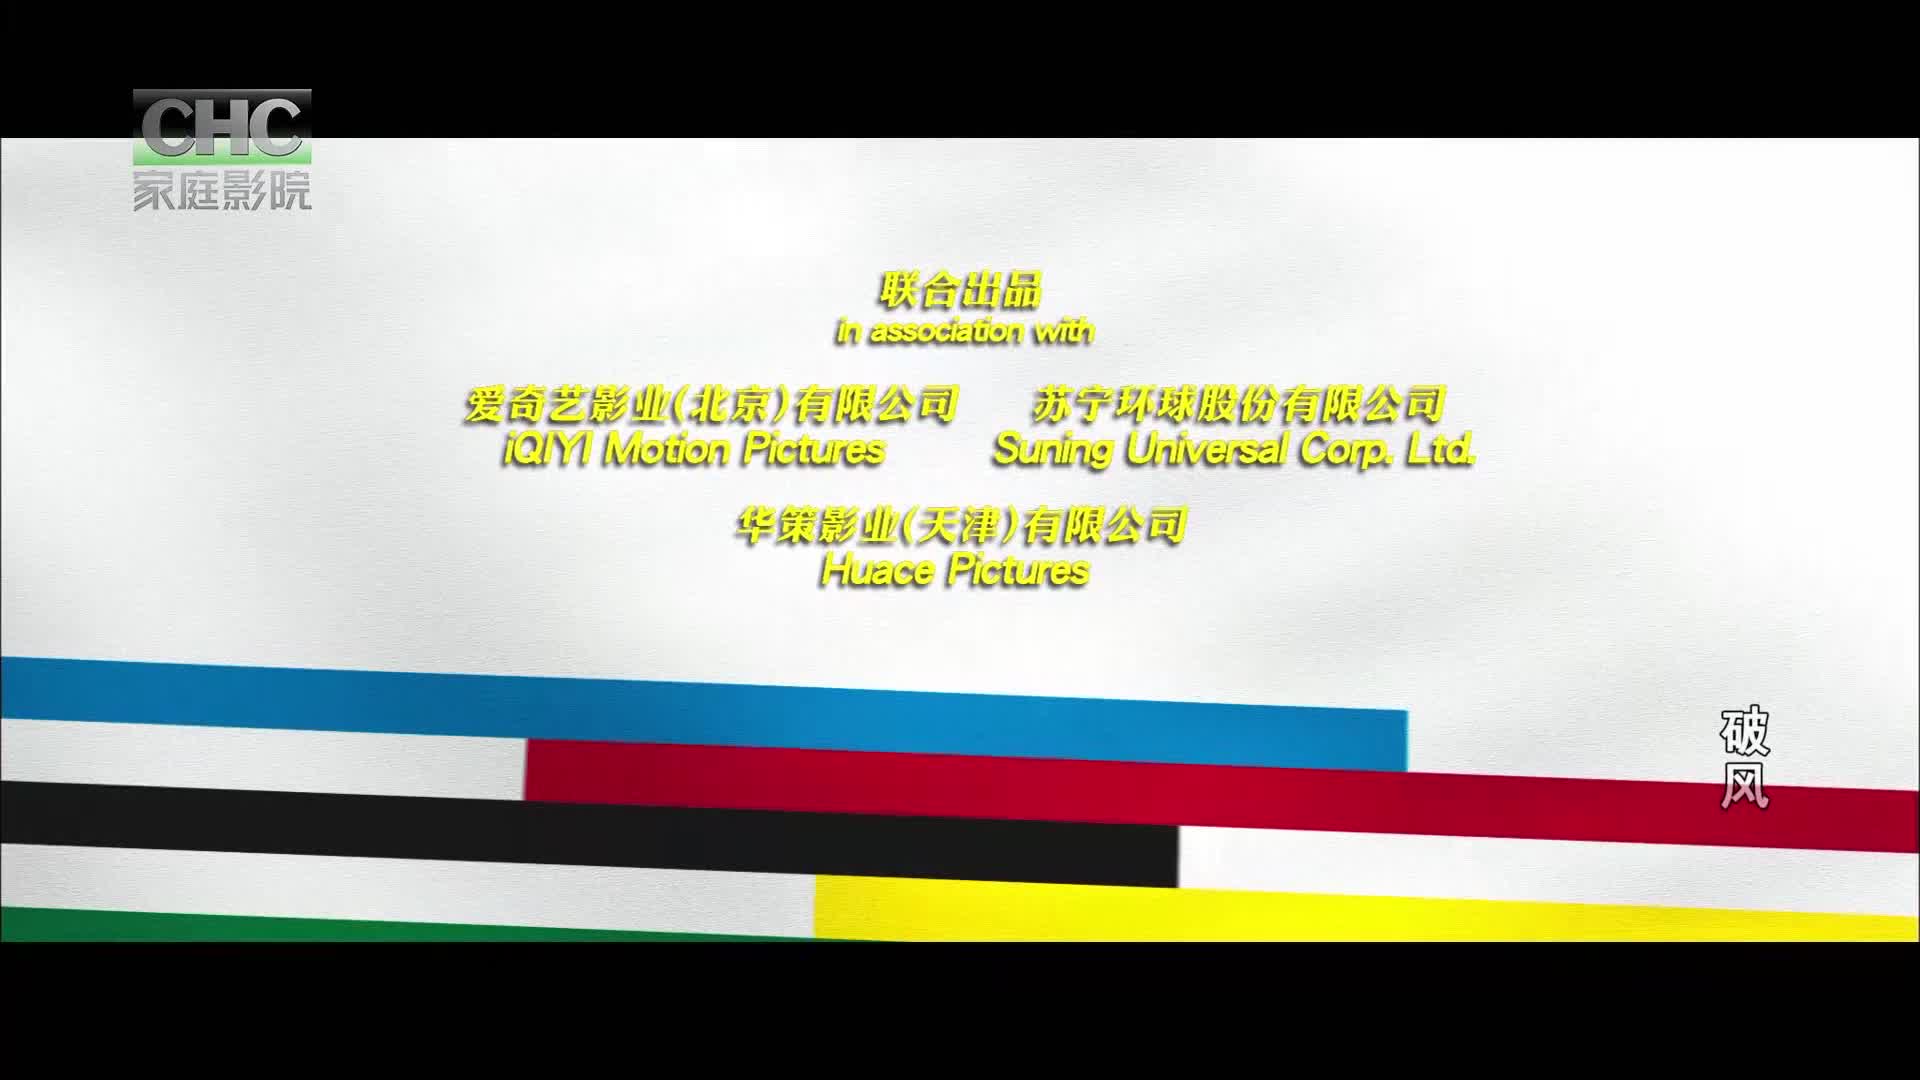 CHC
家庭影院
联合出品
in association with
爱奇艺影业(北京)有限公司 苏宁环球股份有限公司
iQIYI Motion Pictures Suning Universal Corp. Ltd.
华策影业(天津)有限公司
Huace Pictures
破风